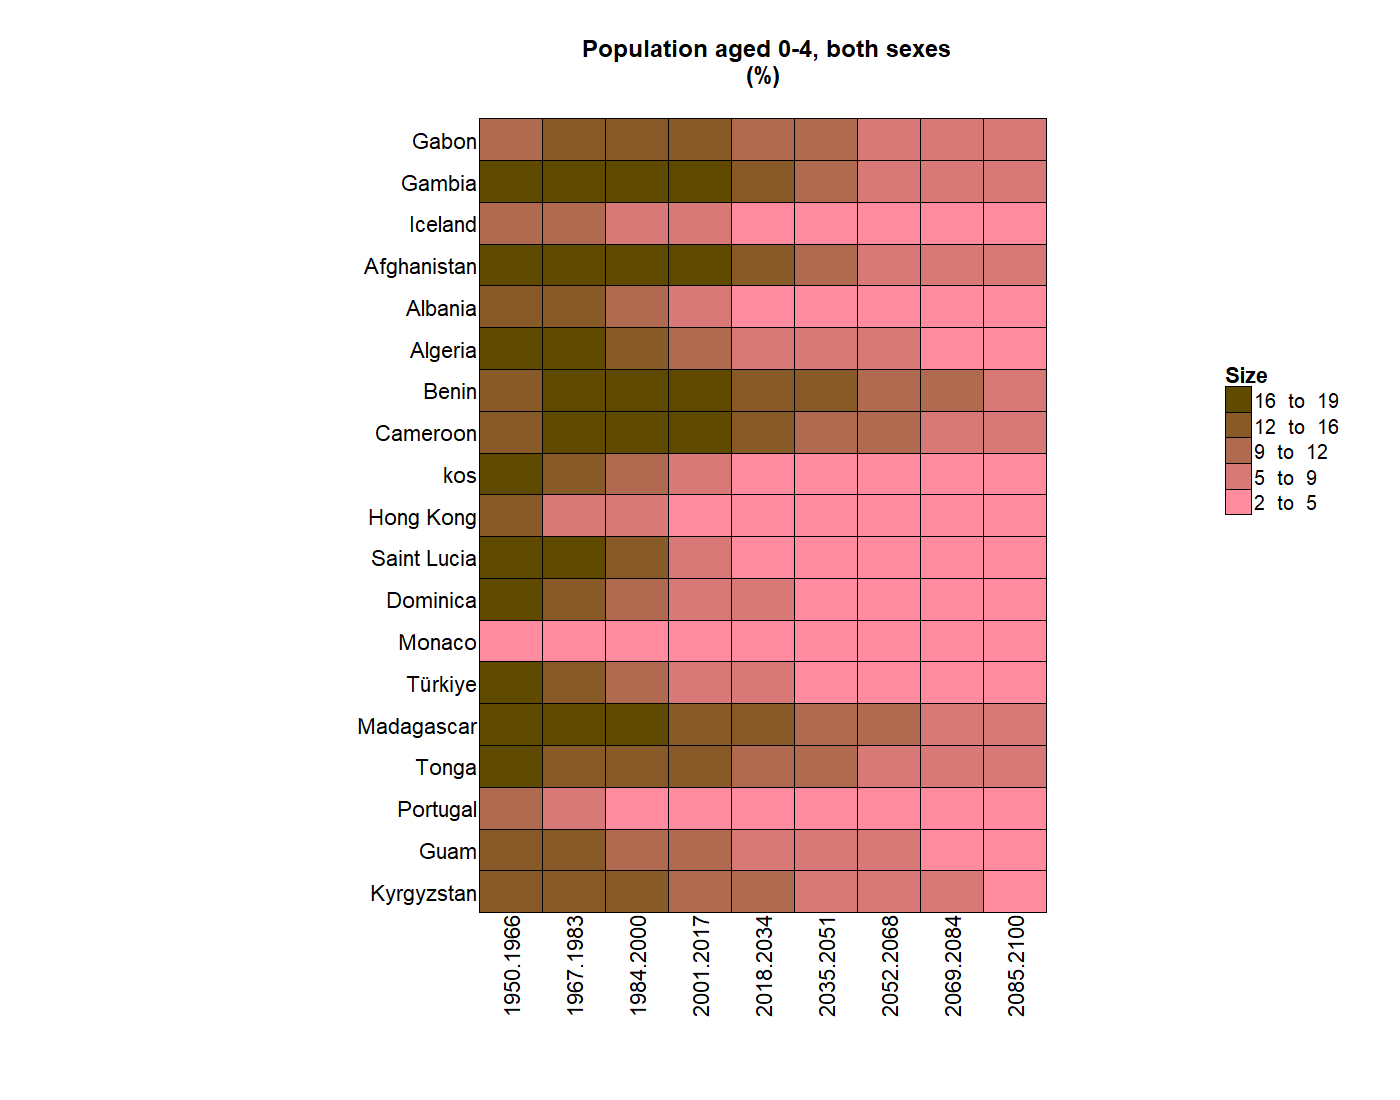 Population aged 0-4, both sexes
(%)
Gabon
Gambia
Iceland
Afghanistan
Albania
Algeria
Benin
Cameroon
kos
Hong Kong
Saint Lucia
Dominica
Monaco
Türkiye
Madagascar
Tonga
Portugal
Guam
Kyrgyzstan
1950.1966
1967.1983
1984.2000
2001.2017
2018.2034
2035.2051
2052.2068
2069.2084
2085.2100
Size
16 to 19
12 to 16
9 to 12
5 to 9
2 to 5